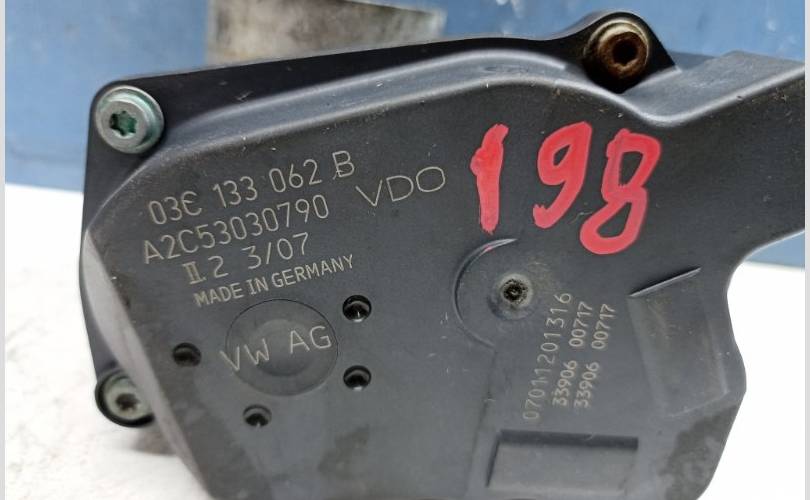 03C 133 062 B
A2C53030790
VDO
198
II.2 3/07
MADE IN GERMANY
VW AG
07011201316
33906 00717
33906 00717